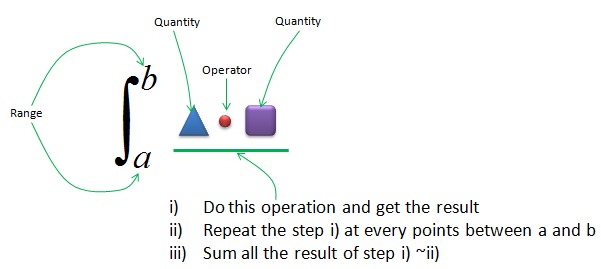 Quantity
Quantity
b
Operator
Range
∫
a
i) Do this operation and get the result
ii) Repeat the step i) at every points between a and b
iii) Sum all the result of step i) ~ii)